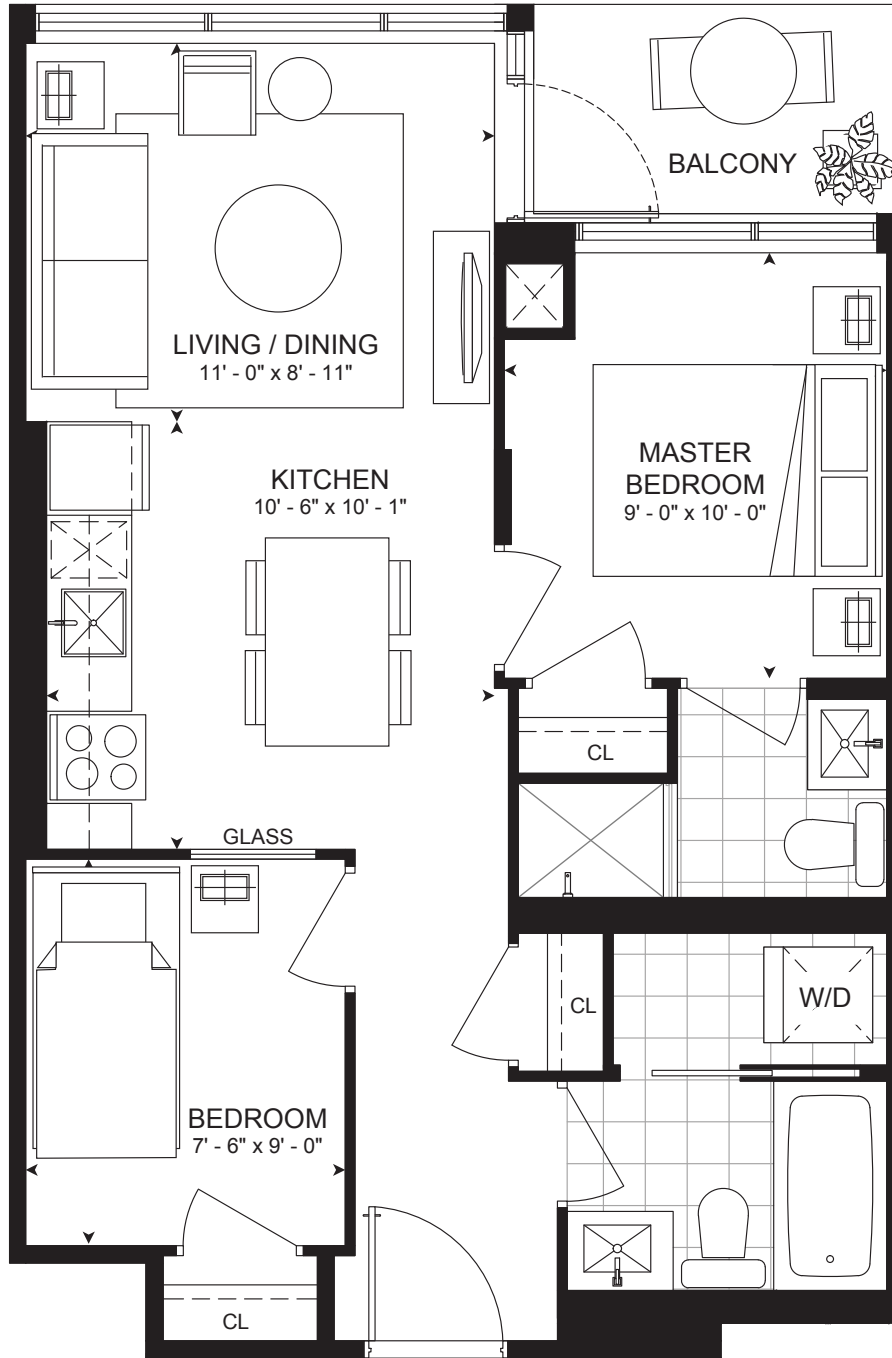 BALCONY
LIVING / DINING
11' - 0" x 8' - 11"
MASTER
BEDROOM
9' - 0" x 10' - 0"
KITCHEN
10' - 6" x 10' - 1"
CL
GLASS
W/D
CL
BEDROOM
7' - 6" x 9' - 0"
CL